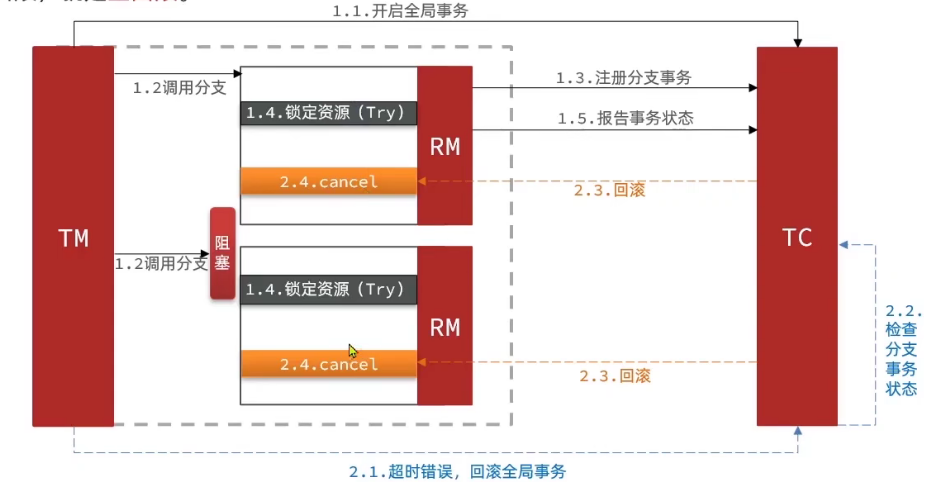 1.1.开启全局事务
1.2调用分支
1.3.注册分支事务
1.4.锁定资源（Try）
1.5.报告事务状态
RM
2.4.cancel
2.3.回滚
TM
阻塞
TC
1.2调用分支
1.4.锁定资源（Try）
RM
2.4.cancel
2.3.回滚
2.2.
检查
分支
事务
状态
2.1.超时错误，回滚全局事务